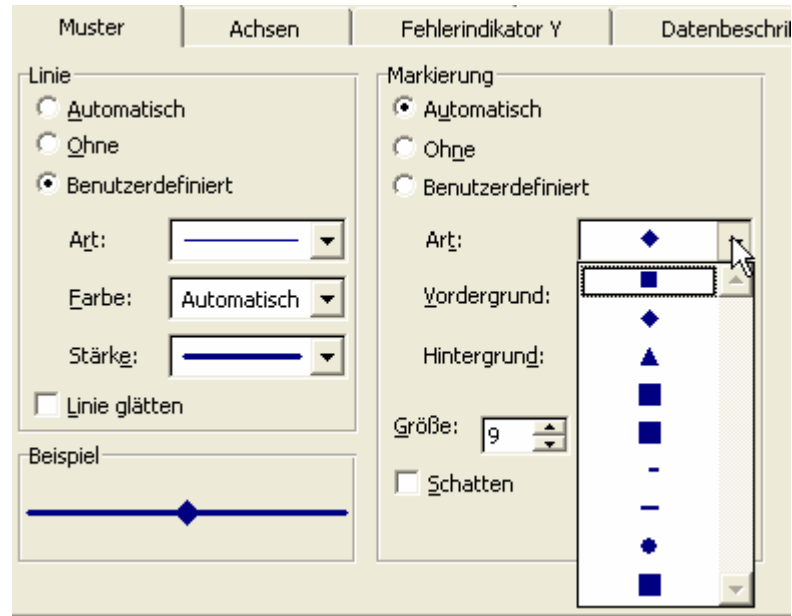 Muster
Achsen
Fehlerindikator Y
Datenbeschri
Linie
Automatisch
Ohne
Benutzerdefiniert
Art:
Farbe:
Automatisch
Stärke:
Linie glätten
Beispiel
Markierung
Automatisch
Ohne
Benutzerdefiniert
Art:
Vordergrund:
Hintergrund:
Größe:
9
Schatten